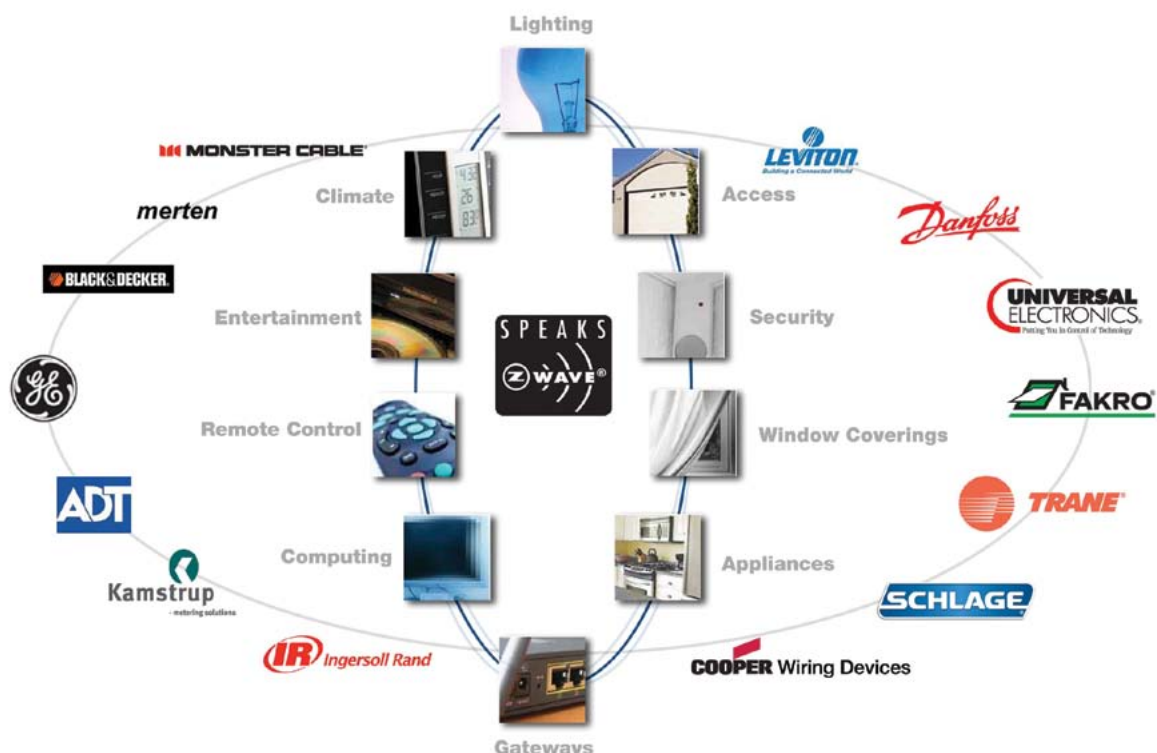 Lighting
MONSTER CABLE®
LEVITON®
Building a Connected World
Climate
Access
merten
Danfoss
BLACK&DECKER®
Entertainment
SPEAKS
Z WAVE®
Security
UNIVERSAL
ELECTRONICS®
Putting You in Control of Technology
GE
Remote Control
Window Coverings
FAKRO®
ADT
Computing
Appliances
TRANE®
Kamstrup
- metering solutions
SCHLAGE
IR Ingersoll Rand
COOPER Wiring Devices
Gateways